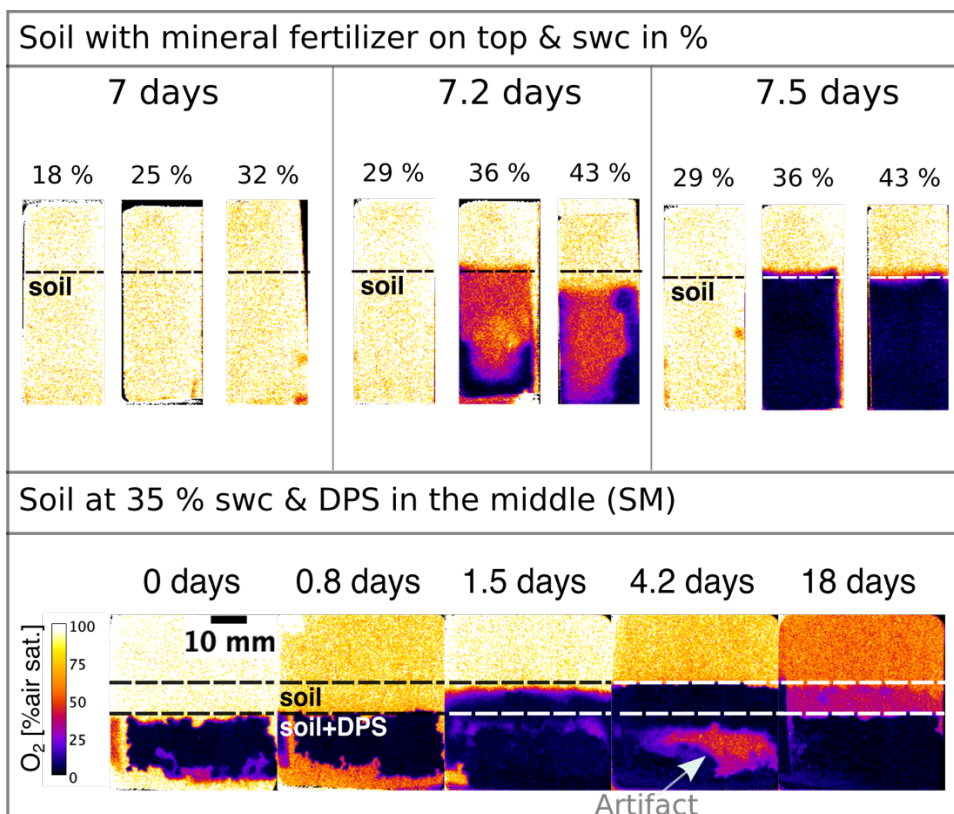 Soil with mineral fertilizer on top & swc in %
7 days
7.2 days
7.5 days
18 %
25 %
32 %
29 %
36 %
43 %
29 %
36 %
43 %
soil
soil
soil
Soil at 35 % swc & DPS in the middle (SM)
0 days
0.8 days
1.5 days
4.2 days
18 days
O₂ [%air sat.]
100
75
50
25
0
10 mm
soil
soil+DPS
Artifact